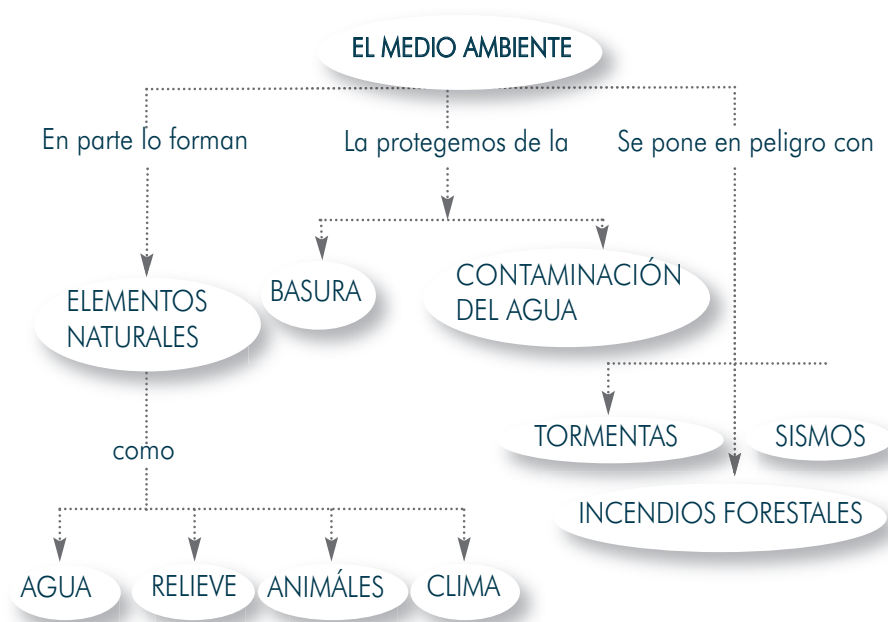 EL MEDIO AMBIENTE
En parte lo forman
La protegemos de la
Se pone en peligro con
ELEMENTOS
NATURALES
BASURA
CONTAMINACIÓN
DEL AGUA
TORMENTAS
SISMOS
INCENDIOS FORESTALES
como
AGUA
RELIEVE
ANIMÁLES
CLIMA